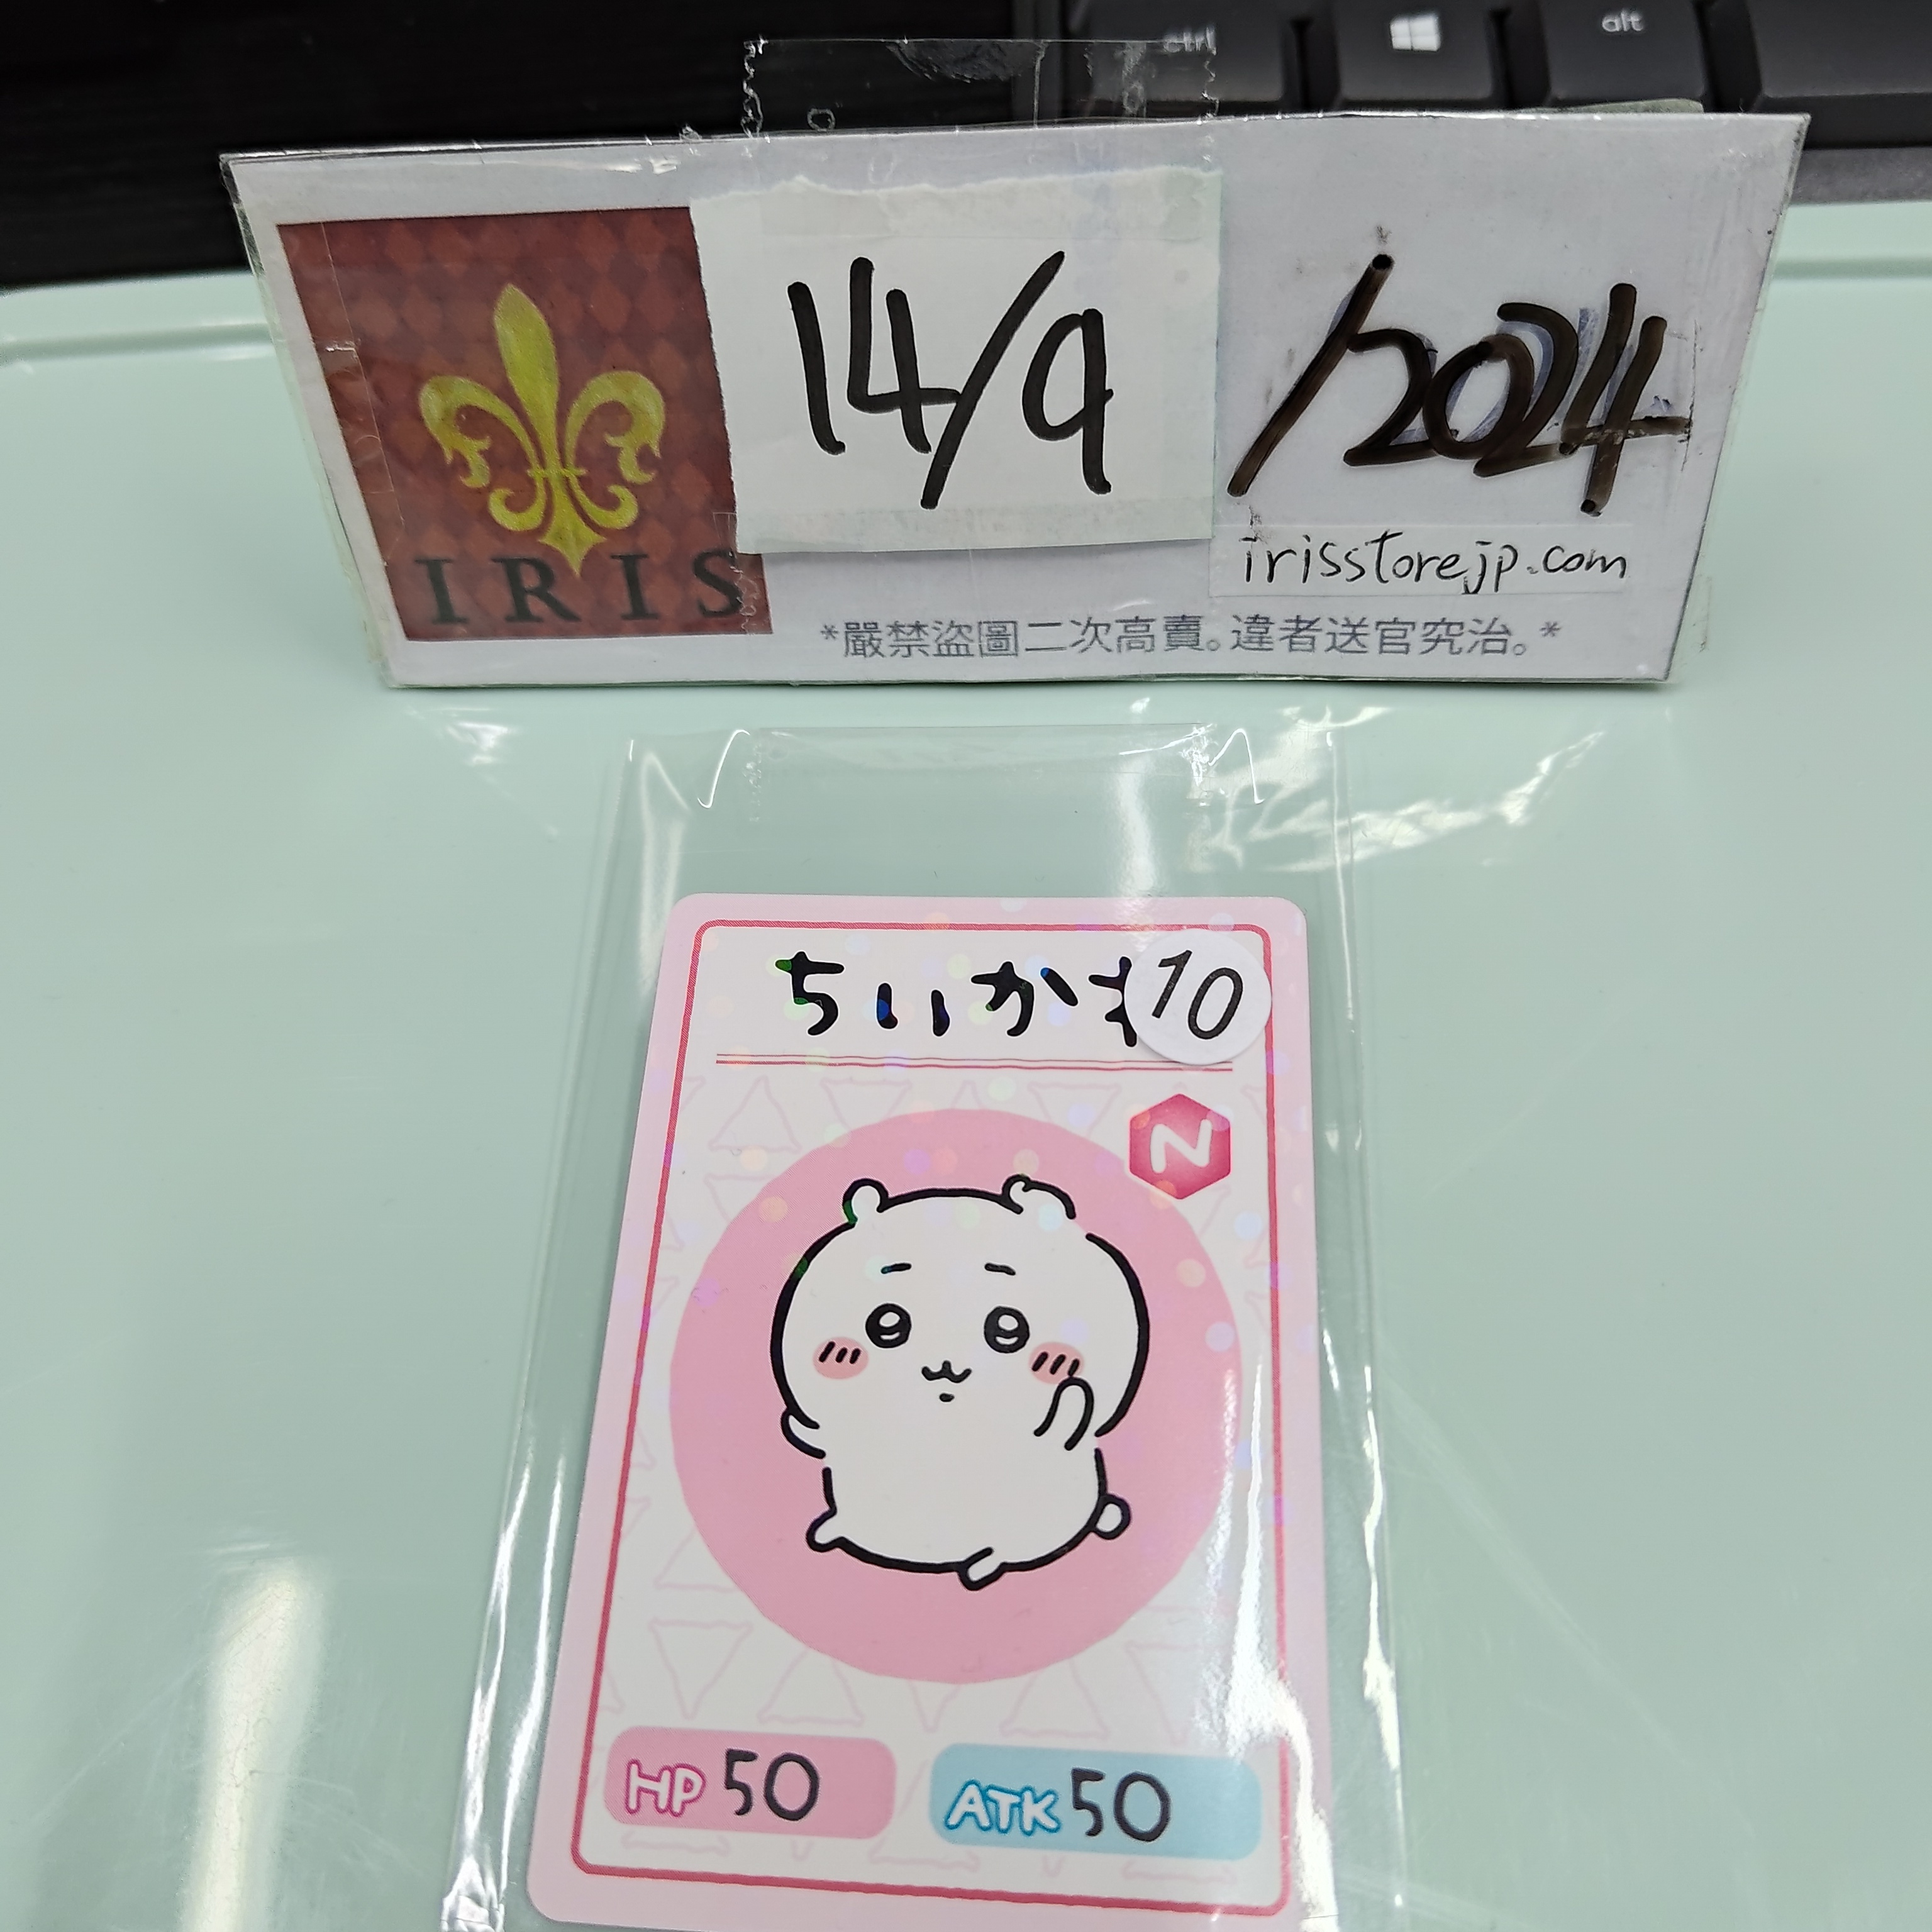 ctrl alt
14/9/2024
IRIS
irisstorejp.com
*嚴禁盜圖二次高賣。違者送官究治。*
ちいか
10
N
HP 50
ATK 50